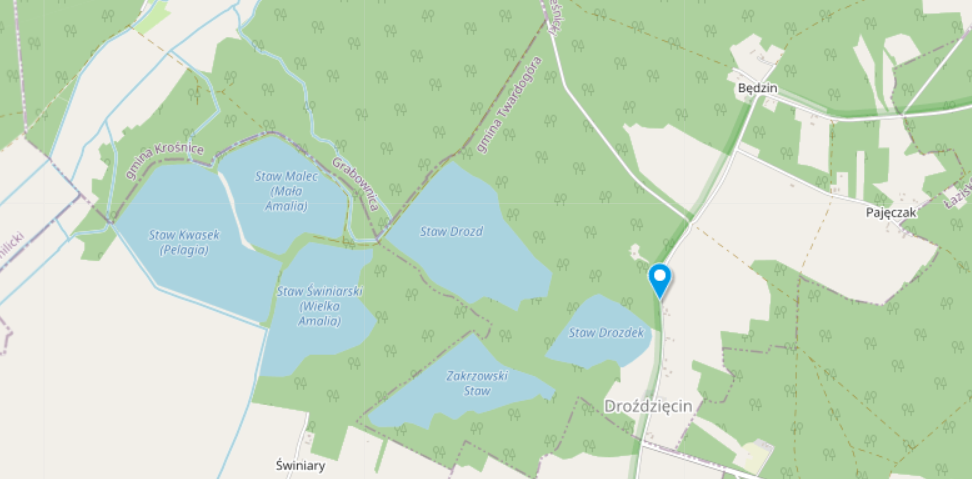 gmina Twardogóra
Będzin
gmina Krośnice
Grabownica
Staw Malec
(Mała
Amalia)
Pajęczak
Staw Kwasek
(Pelagia)
Staw Drozd
Staw Świniarski
(Wielka
Amalia)
Staw Drozdek
Zakrzowski
Staw
Droździęcin
Świniary